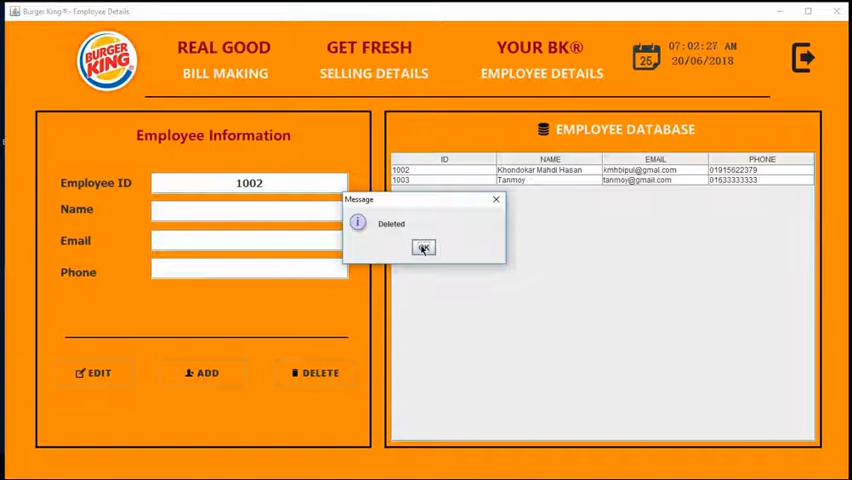 Burger King®- Employee Details
BURGER
KING
REAL GOOD
BILL MAKING
GET FRESH
SELLING DETAILS
YOUR BK®
EMPLOYEE DETAILS
25
07:02:27 AM
20/06/2018
Employee Information
Employee ID 1002
Name
Email
Phone
EDIT
ADD
DELETE
EMPLOYEE DATABASE
ID NAME EMAIL PHONE
1002 Khondokar Mahdi Hasan kmhbipul@gmal.com 01915622379
1003 Tanmoy tanmoy@gmail.com 01633333333
Message
Deleted
OK